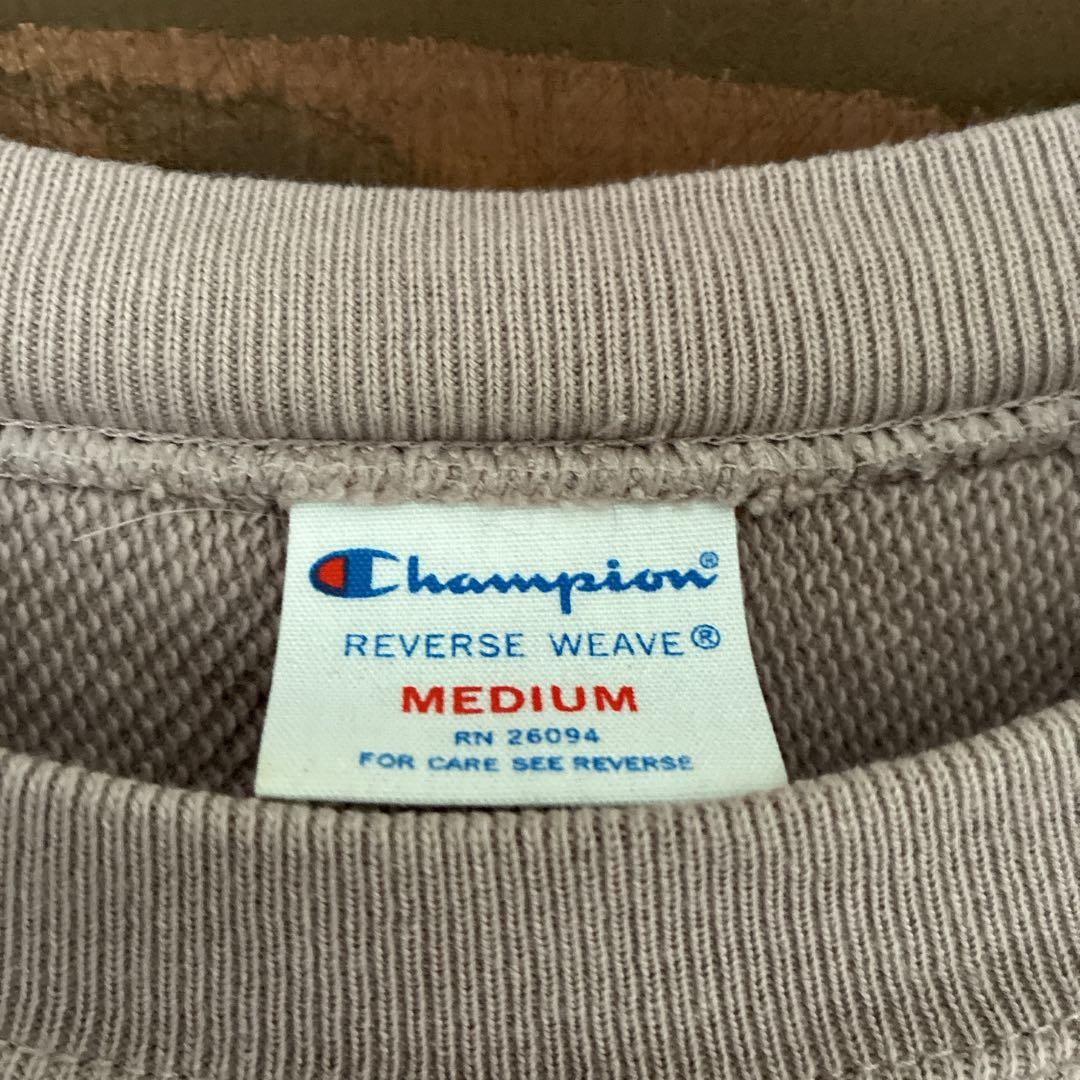 Champion®
REVERSE WEAVE®
MEDIUM
RN 26094
FOR CARE SEE REVERSE